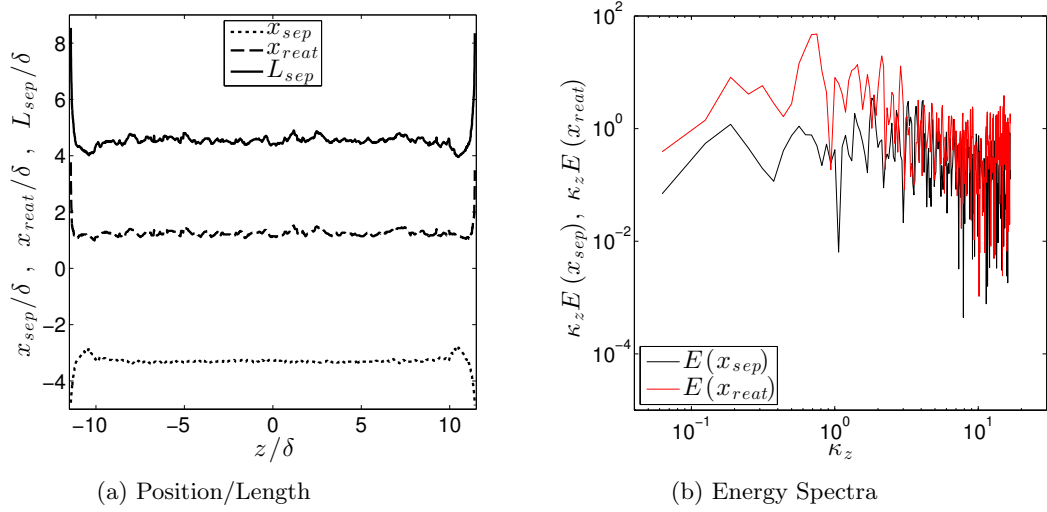 x_sep
x_reat
L_sep
x_sep/δ , x_reat/δ , L_sep/δ
8
6
4
2
0
−2
−4
−10
−5
0
5
10
z/δ
(a) Position/Length
κ_z E (x_sep), κ_z E (x_reat)
10^2
10^0
10^−2
10^−4
E (x_sep)
E (x_reat)
10^−1
10^0
10^1
κ_z
(b) Energy Spectra